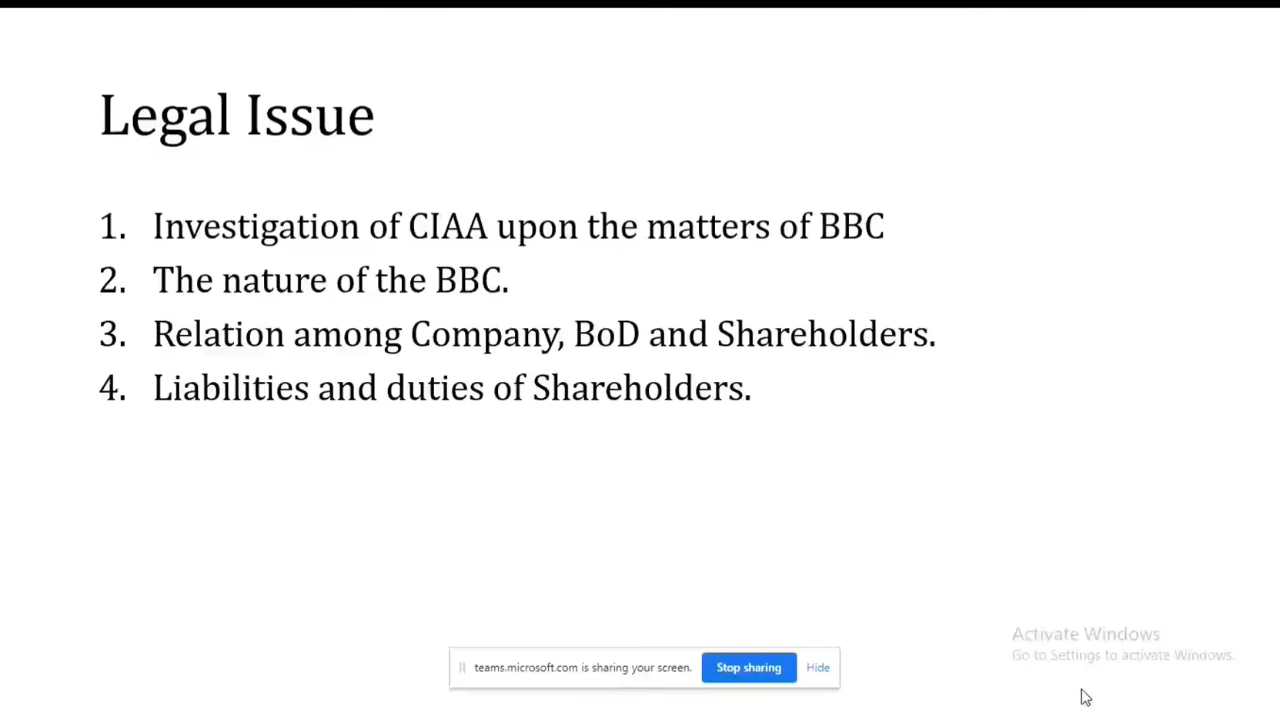 Legal Issue
1. Investigation of CIAA upon the matters of BBC
2. The nature of the BBC.
3. Relation among Company, BoD and Shareholders.
4. Liabilities and duties of Shareholders.
Activate Windows
Go to Settings to activate Windows.
teams.microsoft.com is sharing your screen. Stop sharing Hide